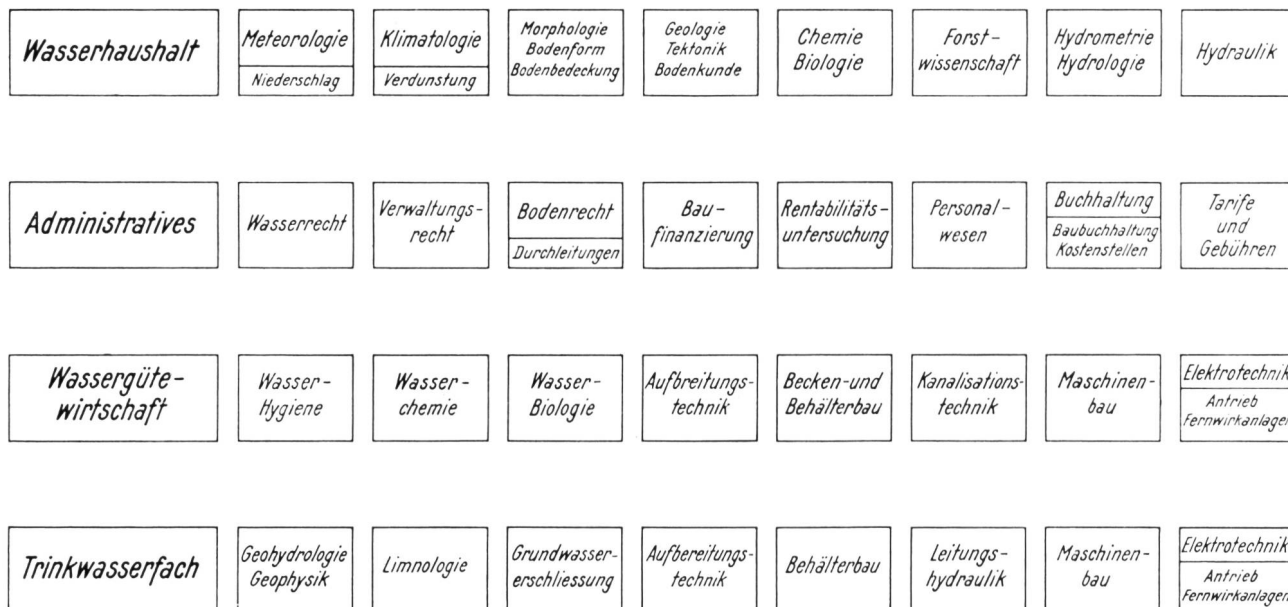 Wasserhaushalt
Meteorologie
Niederschlag
Klimatologie
Verdunstung
Morphologie
Bodenform
Bodenbedeckung
Geologie
Tektonik
Bodenkunde
Chemie
Biologie
Forst-
wissenschaft
Hydrometrie
Hydrologie
Hydraulik
Administratives
Wasserrecht
Verwaltungs-
recht
Bodenrecht
Durchleitungen
Bau-
finanzierung
Rentabilitäts-
untersuchung
Personal-
wesen
Buchhaltung
Baubuchhaltung
Kostenstellen
Tarife
und
Gebühren
Wassergüte-
wirtschaft
Wasser-
Hygiene
Wasser-
chemie
Wasser-
Biologie
Aufbreitungs-
technik
Becken-und
Behälterbau
Kanalisations-
technik
Maschinen-
bau
Elektrotechnik
Antrieb
Fernwirkanlagen
Trinkwasserfach
Geohydrologie
Geophysik
Limnologie
Grundwasser-
erschliessung
Aufbereitungs-
technik
Behälterbau
Leitungs-
hydraulik
Maschinen-
bau
Elektrotechnik
Antrieb
Fernwirkanlagen